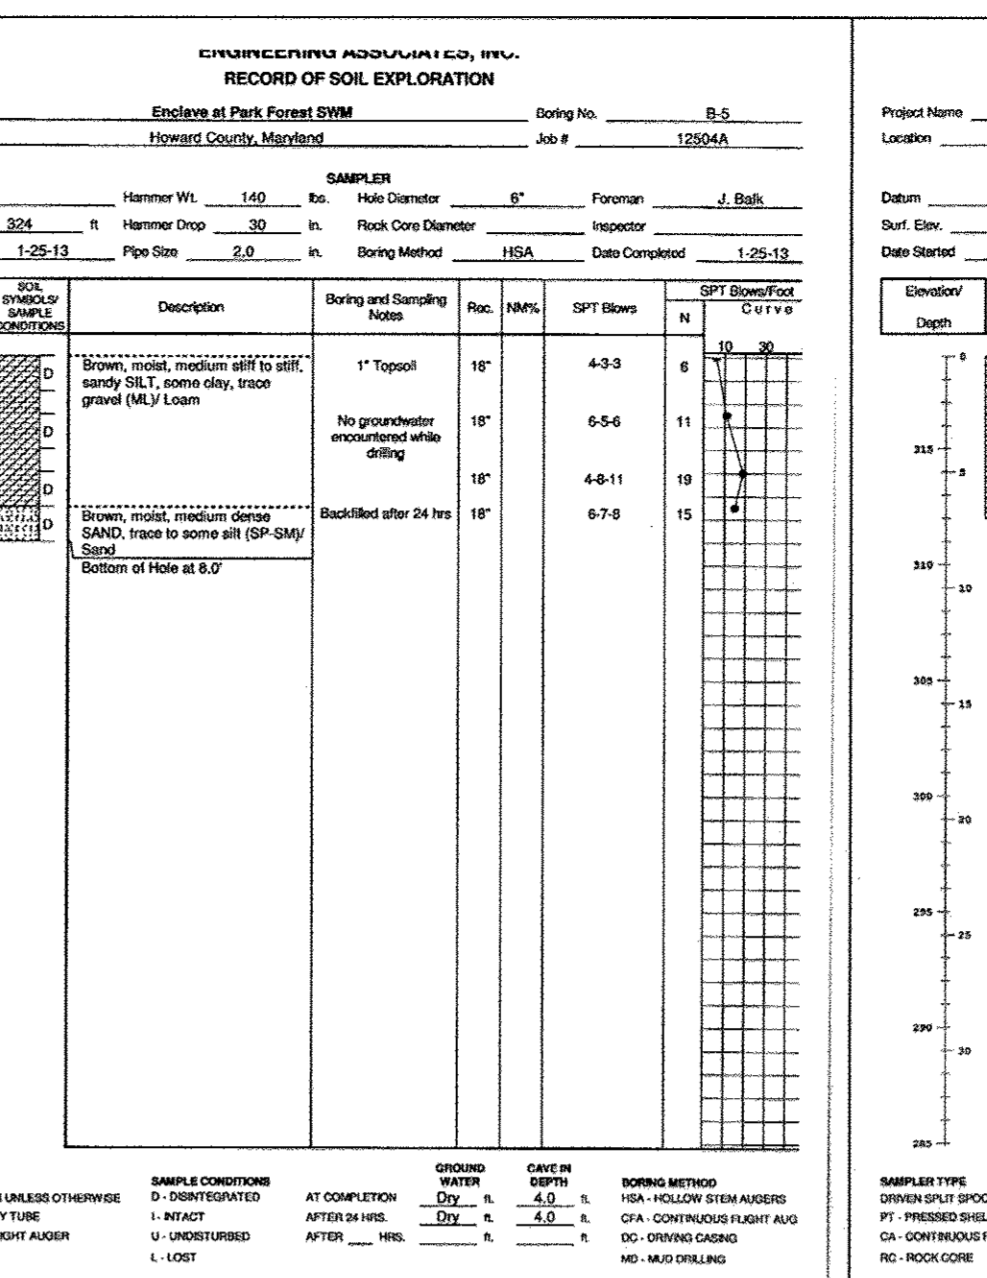 ENGINEERING ASSOCIATES, INC.
RECORD OF SOIL EXPLORATION
Enclave at Park Forest SWM Boring No. B-5
Howard County, Maryland Job # 12504A
SAMPLER
Hammer Wt. 140 lbs. Hole Diameter 6" Foreman J. Balk
324 ft Hammer Drop 30 in. Rock Core Diameter Inspector
1-25-13 Pipe Size 2.0 in. Boring Method HSA Date Completed 1-25-13
SOIL SYMBOLS/ SAMPLE CONDITIONS Description Boring and Sampling Notes Rec. NM% SPT Blows N SPT Blows/Foot Curve
10 30
D Brown, moist, medium stiff to stiff, 1" Topsoil 18" 4-3-3 6
sandy SILT, some clay, trace
gravel (ML)/ Loam
D No groundwater 18" 6-5-6 11
encountered while
drilling
D 18" 4-8-11 19
D Brown, moist, medium dense Backfilled after 24 hrs 18" 6-7-8 15
SAND, trace to some silt (SP-SM)/
Sand
Bottom of Hole at 8.0'
GROUND WATER CAVE IN DEPTH
SAMPLE CONDITIONS BORING METHOD
UNLESS OTHERWISE D - DISINTEGRATED AT COMPLETION Dry ft. 4.0 ft. HSA - HOLLOW STEM AUGERS
Y TUBE I - INTACT AFTER 24 HRS. Dry ft. 4.0 ft. CFA - CONTINUOUS FLIGHT AUG
IGHT AUGER U - UNDISTURBED AFTER HRS. ft. ft. DC - DRIVING CASING
L - LOST MD - MUD DRILLING
Project Name
Location
Datum
Surf. Elev.
Date Started
Elevation/
Depth
0
315
5
310
10
305
15
300
20
295
25
290
30
285
SAMPLER TYPE
DRIVEN SPLIT SPOO
PT - PRESSED SHEL
CA - CONTINUOUS F
RC - ROCK CORE